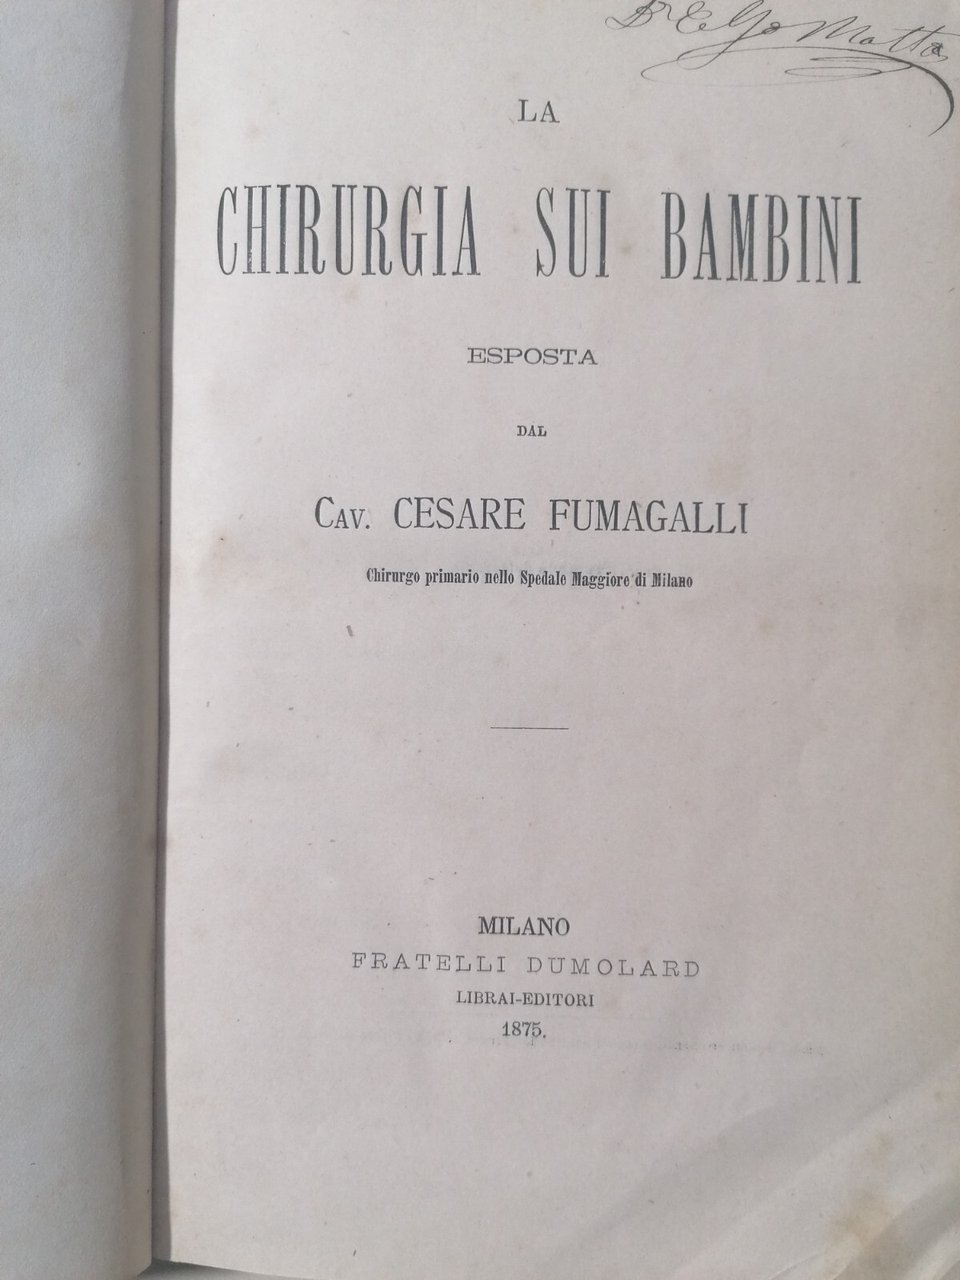 LA
CHIRURGIA SUI BAMBINI
ESPOSTA
DAL
CAV. CESARE FUMAGALLI
Chirurgo primario nello Spedale Maggiore di Milano
MILANO
FRATELLI DUMOLARD
LIBRAI-EDITORI
1875.